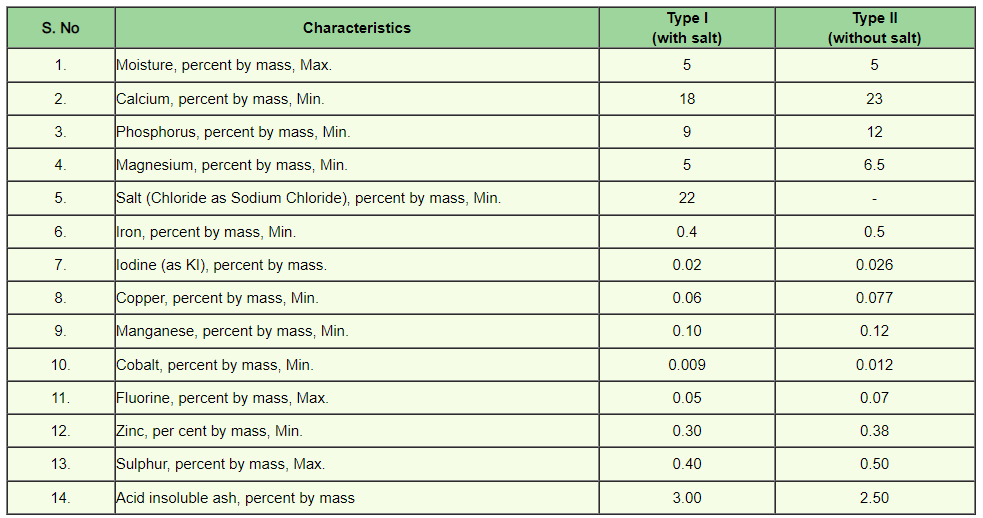 S. No Characteristics Type I (with salt) Type II (without salt)
1. Moisture, percent by mass, Max. 5 5
2. Calcium, percent by mass, Min. 18 23
3. Phosphorus, percent by mass, Min. 9 12
4. Magnesium, percent by mass, Min. 5 6.5
5. Salt (Chloride as Sodium Chloride), percent by mass, Min. 22 -
6. Iron, percent by mass, Min. 0.4 0.5
7. Iodine (as KI), percent by mass. 0.02 0.026
8. Copper, percent by mass, Min. 0.06 0.077
9. Manganese, percent by mass, Min. 0.10 0.12
10. Cobalt, percent by mass, Min. 0.009 0.012
11. Fluorine, percent by mass, Max. 0.05 0.07
12. Zinc, per cent by mass, Min. 0.30 0.38
13. Sulphur, percent by mass, Max. 0.40 0.50
14. Acid insoluble ash, percent by mass 3.00 2.50